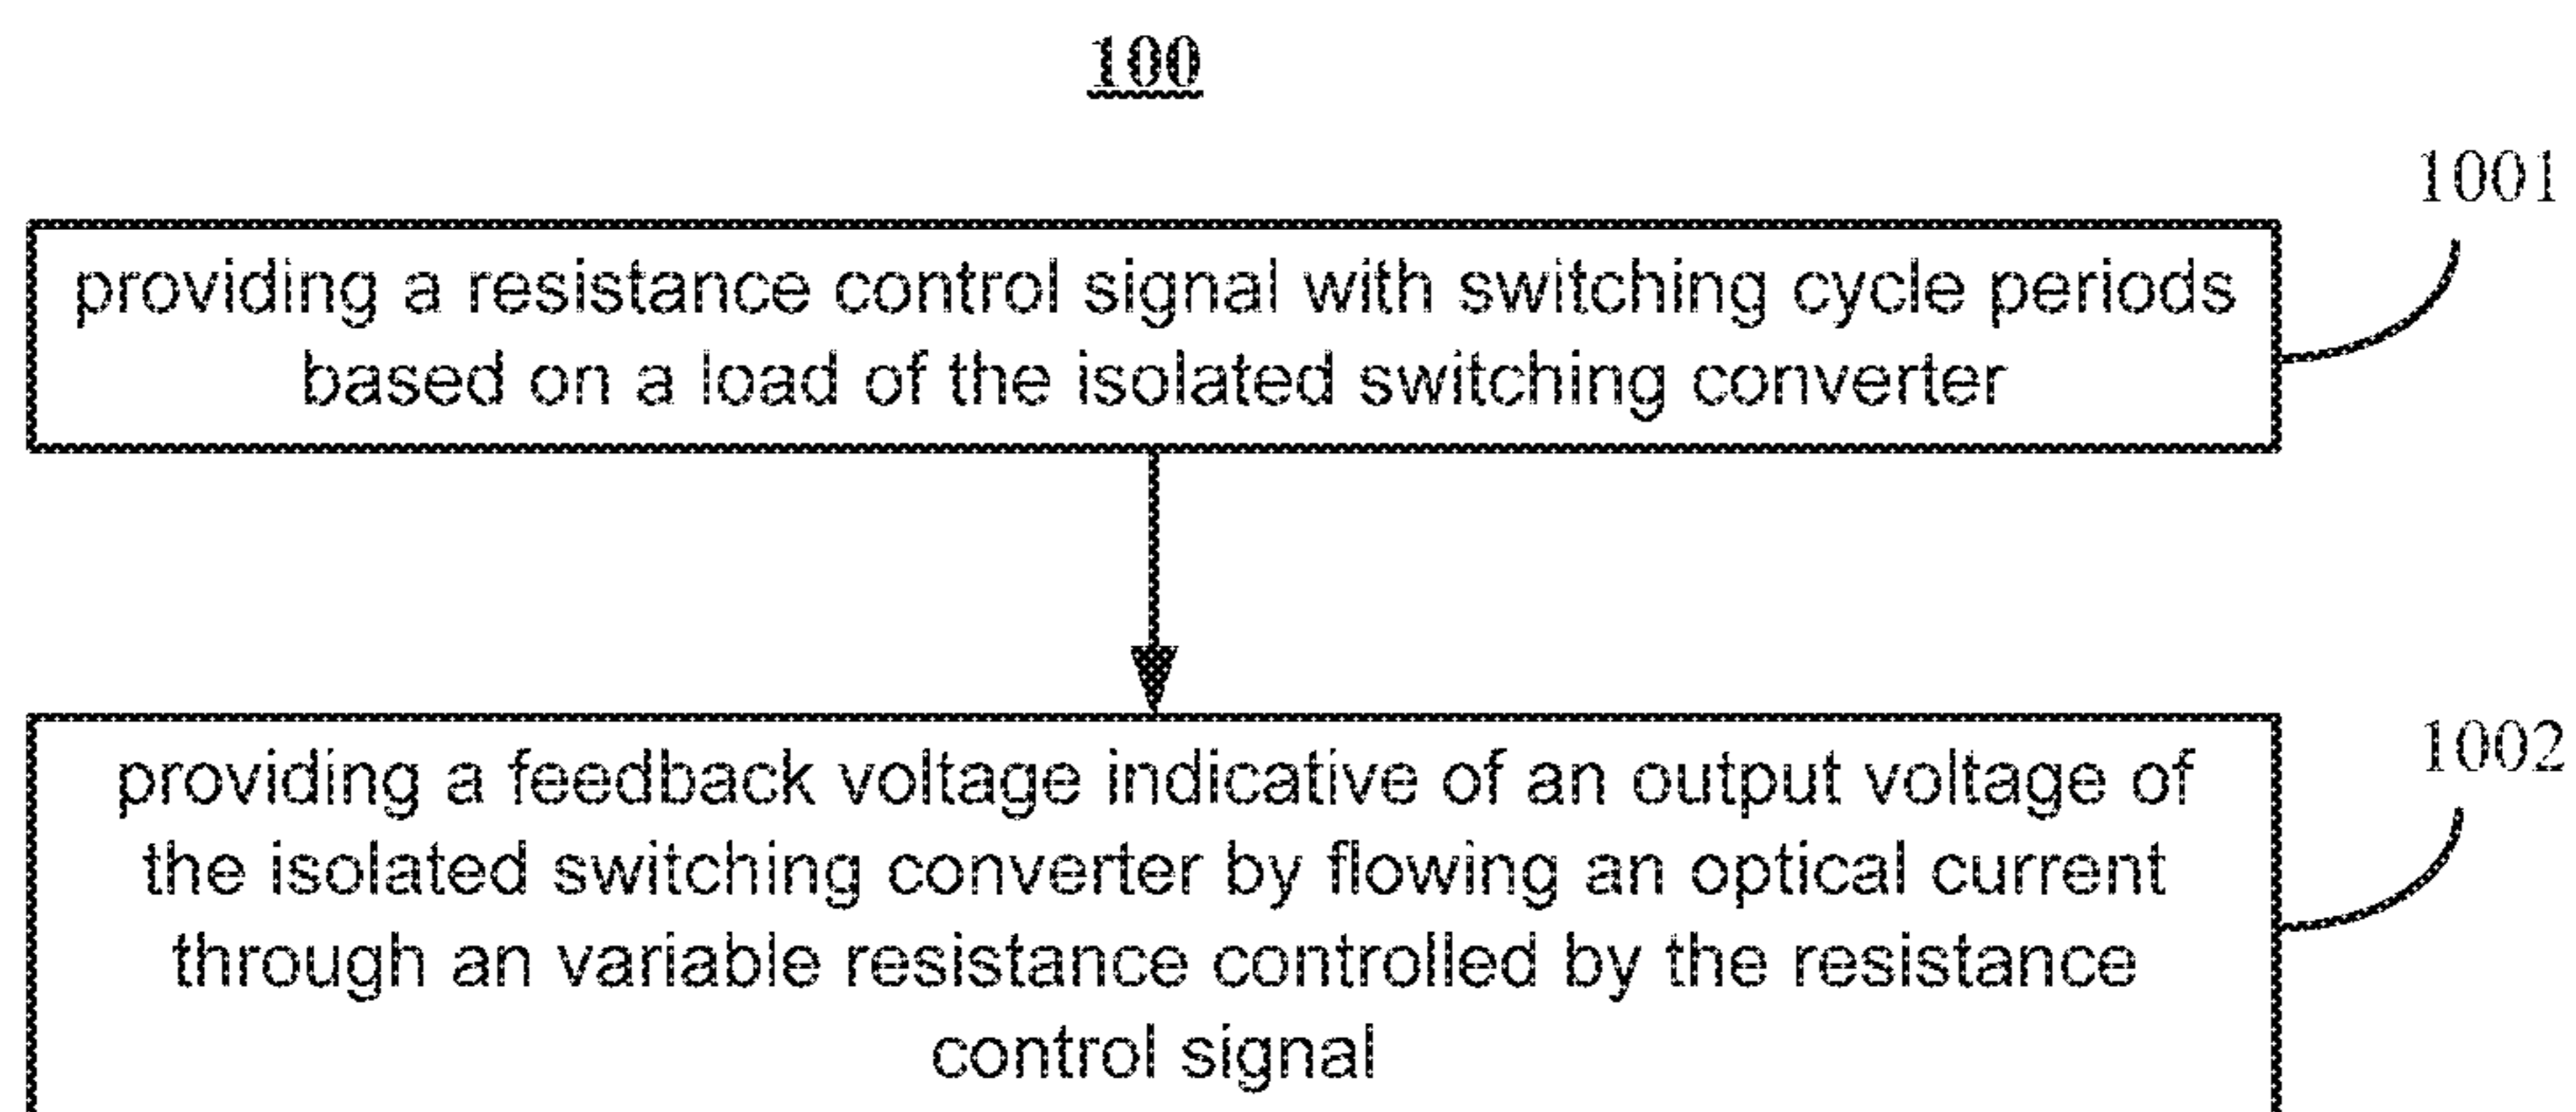 100
1001
providing a resistance control signal with switching cycle periods
based on a load of the isolated switching converter
1002
providing a feedback voltage indicative of an output voltage of
the isolated switching converter by flowing an optical current
through an variable resistance controlled by the resistance
control signal